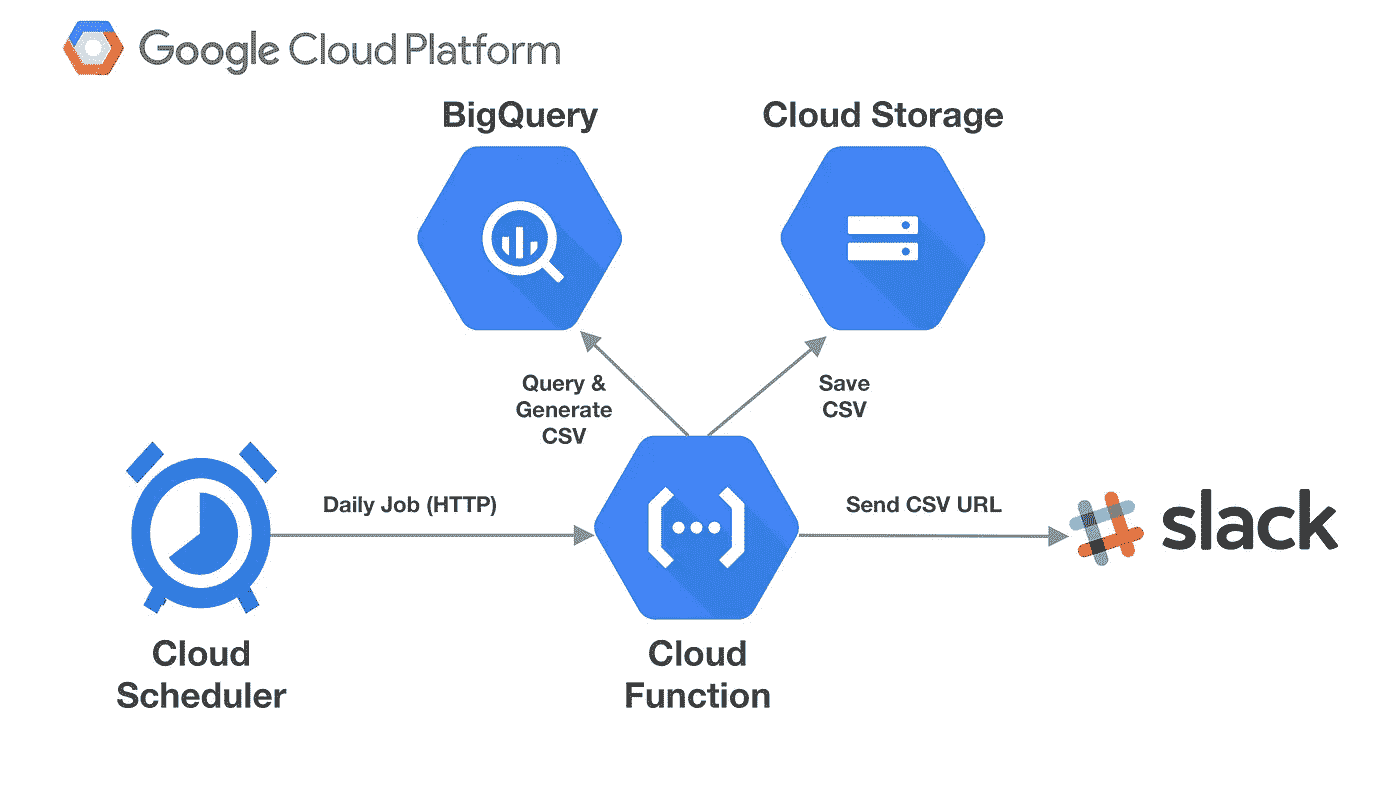 Google Cloud Platform
BigQuery
Cloud Storage
Query &
Generate
CSV
Save
CSV
Daily Job (HTTP)
Send CSV URL
slack
Cloud
Scheduler
Cloud
Function